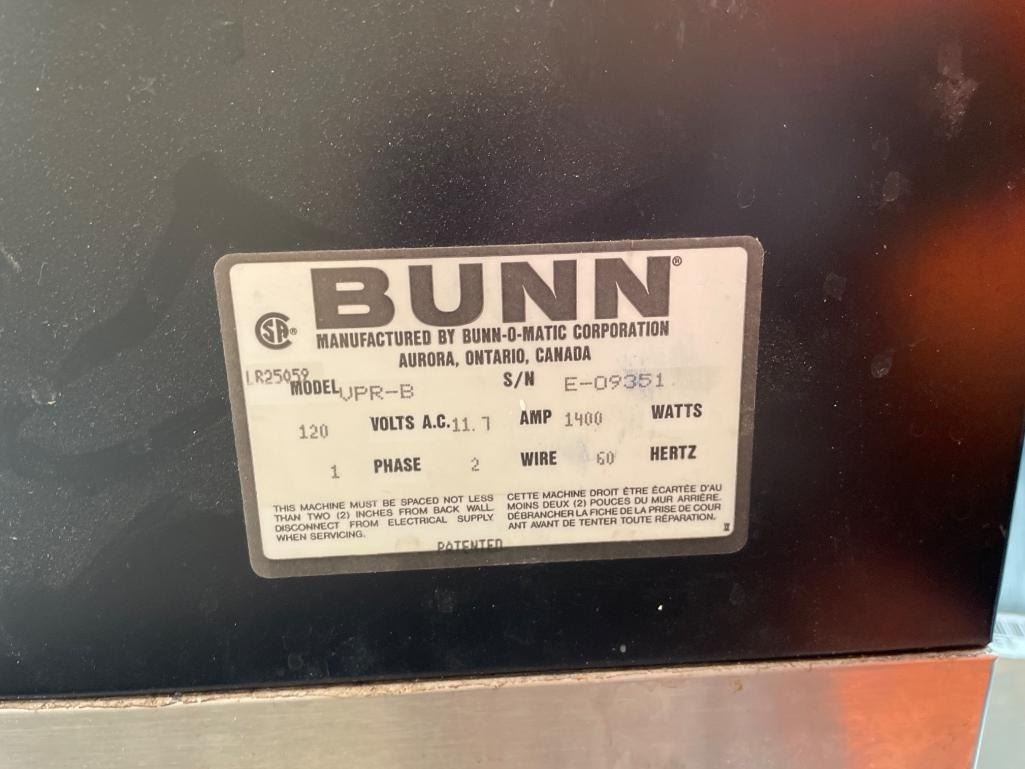 BUNN®
SA®
MANUFACTURED BY BUNN-O-MATIC CORPORATION
AURORA, ONTARIO, CANADA
LR25059
MODEL VPR-B S/N E-09351
120 VOLTS A.C. 11.7 AMP 1400 WATTS
1 PHASE 2 WIRE 60 HERTZ
THIS MACHINE MUST BE SPACED NOT LESS
THAN TWO (2) INCHES FROM BACK WALL.
DISCONNECT FROM ELECTRICAL SUPPLY
WHEN SERVICING.
CETTE MACHINE DROIT ÊTRE ÉCARTÉE D'AU
MOINS DEUX (2) POUCES DU MUR ARRIÈRE.
DÉBRANCHER LA FICHE DE LA PRISE DE COUR
ANT AVANT DE TENTER TOUTE RÉPARATION.
PATENTED